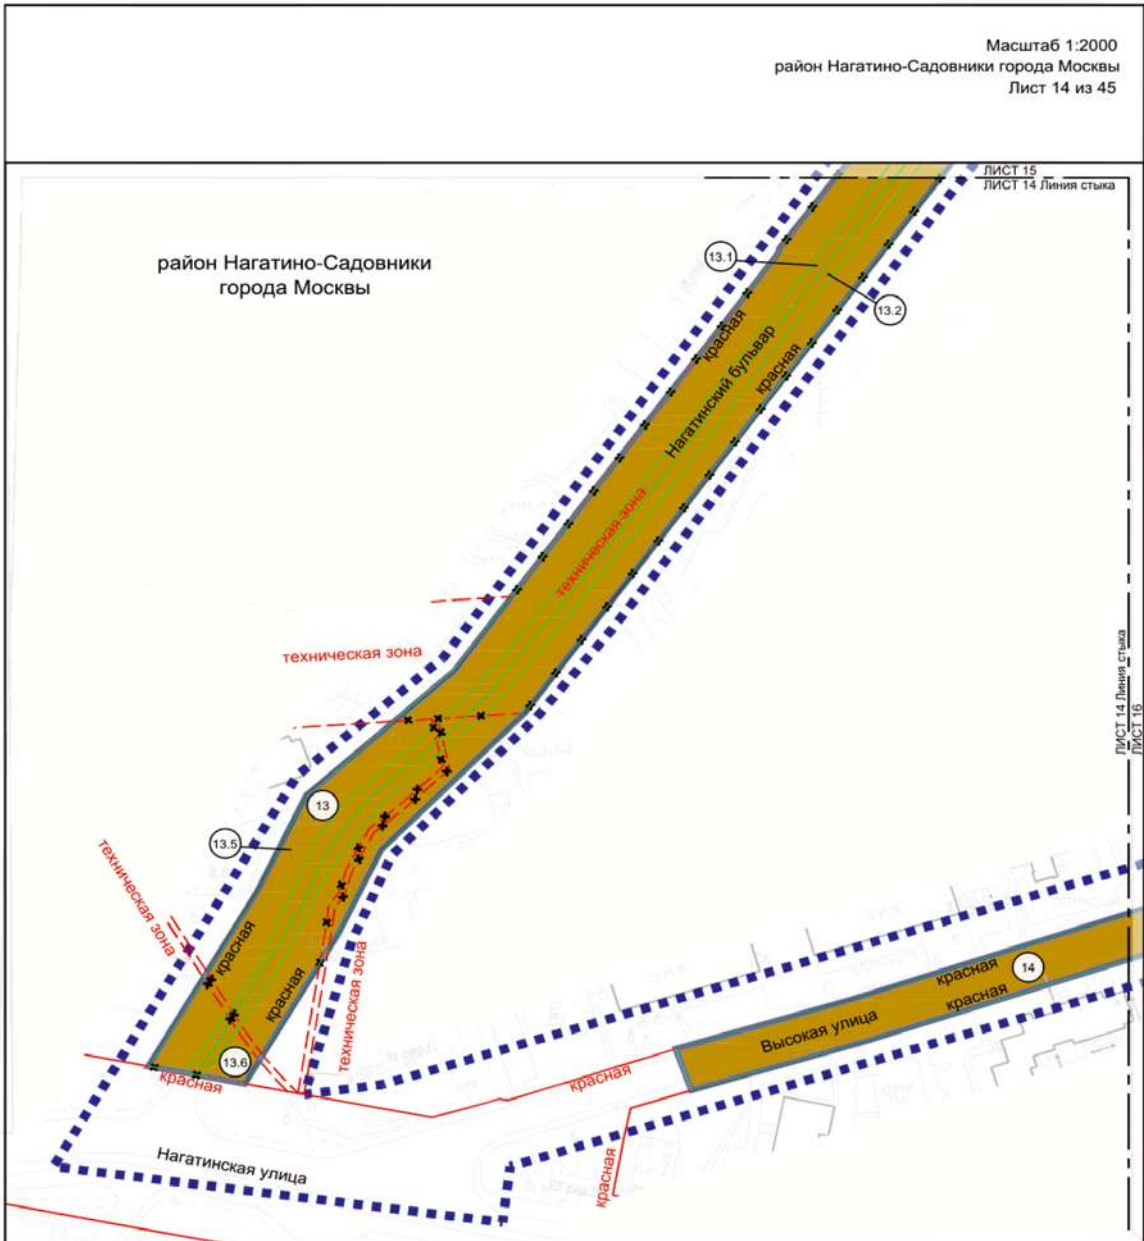 Масштаб 1:2000
район Нагатино-Садовники города Москвы
Лист 14 из 45
ЛИСТ 15
ЛИСТ 14 Линия стыка
район Нагатино-Садовники
города Москвы
13.1
13.2
красная
Нагатинский бульвар
красная
техническая зона
техническая зона
ЛИСТ 14 Линия стыка
ЛИСТ 16
13
13.5
техническая зона
красная
красная
техническая зона
14
красная
красная
Высокая улица
13.6
красная
красная
Нагатинская улица
красная